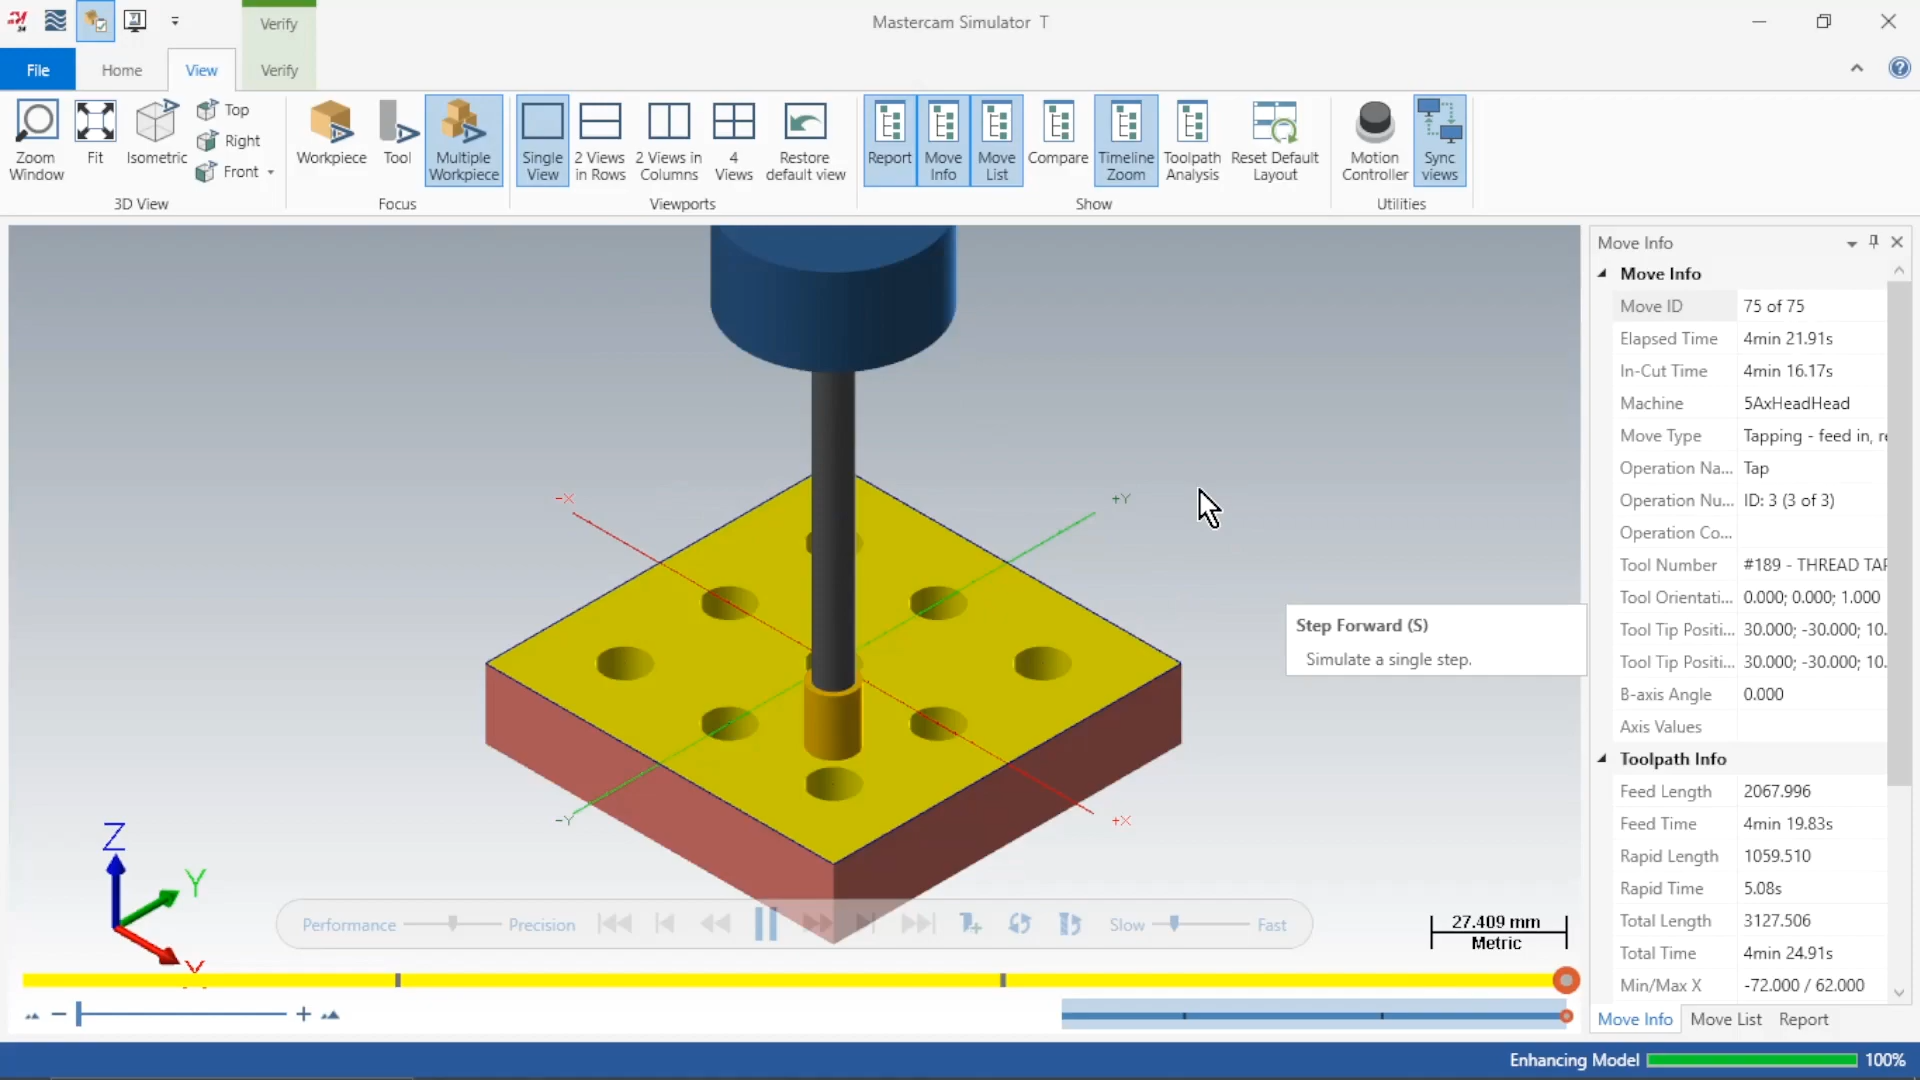 Verify
Mastercam Simulator T
File
Home
View
Verify
Zoom
Window
Fit
Isometric
Top
Right
Front
3D View
Workpiece
Tool
Multiple
Workpiece
Focus
Single
View
2 Views
in Rows
2 Views in
Columns
4
Views
Restore
default view
Viewports
Report
Move
Info
Move
List
Compare
Timeline
Zoom
Toolpath
Analysis
Reset Default
Layout
Show
Motion
Controller
Sync
views
Utilities
-X
+Y
-Y
+X
Z
Y
X
Step Forward (S)
Simulate a single step.
Performance
Precision
Slow
Fast
27.409 mm
Metric
Move Info
Move Info
Move ID 75 of 75
Elapsed Time 4min 21.91s
In-Cut Time 4min 16.17s
Machine 5AxHeadHead
Move Type Tapping - feed in, re
Operation Na... Tap
Operation Nu... ID: 3 (3 of 3)
Operation Co...
Tool Number #189 - THREAD TAP
Tool Orientati... 0.000; 0.000; 1.000
Tool Tip Positi... 30.000; -30.000; 10.
Tool Tip Positi... 30.000; -30.000; 10.
B-axis Angle 0.000
Axis Values
Toolpath Info
Feed Length 2067.996
Feed Time 4min 19.83s
Rapid Length 1059.510
Rapid Time 5.08s
Total Length 3127.506
Total Time 4min 24.91s
Min/Max X -72.000 / 62.000
Move Info Move List Report
Enhancing Model 100%